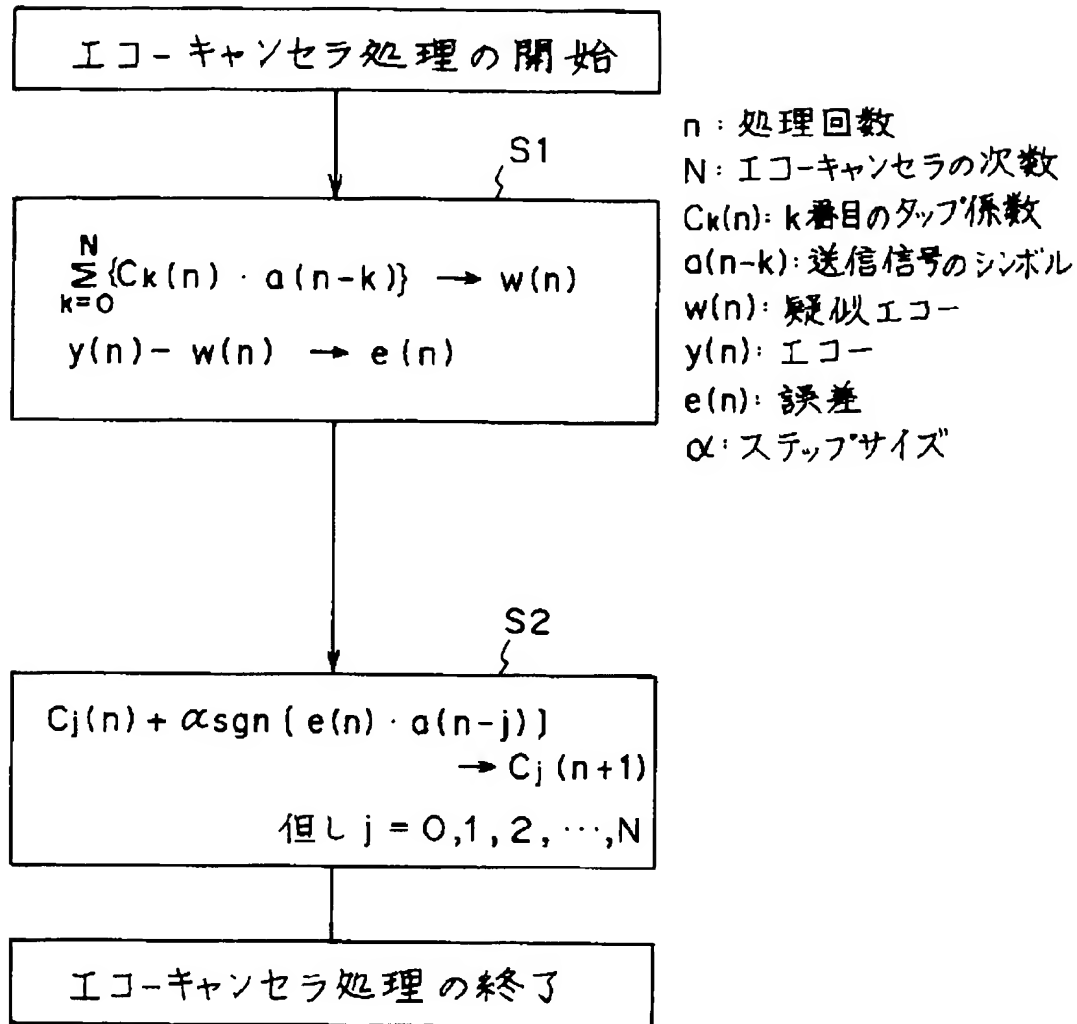 エコーキャンセラ処理の開始
n:処理回数
N:エコーキャンセラの次数
Ck(n):k番目のタップ係数
a(n-k):送信信号のシンボル
w(n):疑似エコー
y(n):エコー
e(n):誤差
α:ステップサイズ
S1
N
Σ{Ck(n)·a(n-k)} → w(n)
k=0
y(n)- w(n) → e(n)
S2
Cj(n)+ αsgn [e(n)·a(n-j)]
→ Cj(n+1)
但し j = 0,1,2,…,N
エコーキャンセラ処理の終了